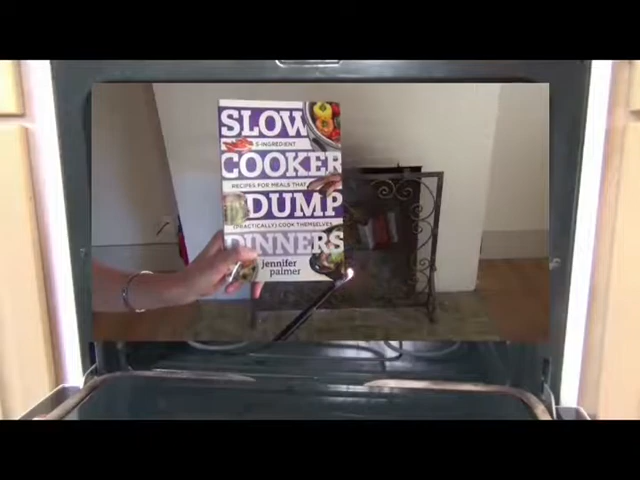 SLOW
5-INGREDIENT
COOKER
RECIPES FOR MEALS THAT
DUMP
(PRACTICALLY) COOK THEMSELVES
DINNERS
jennifer
palmer